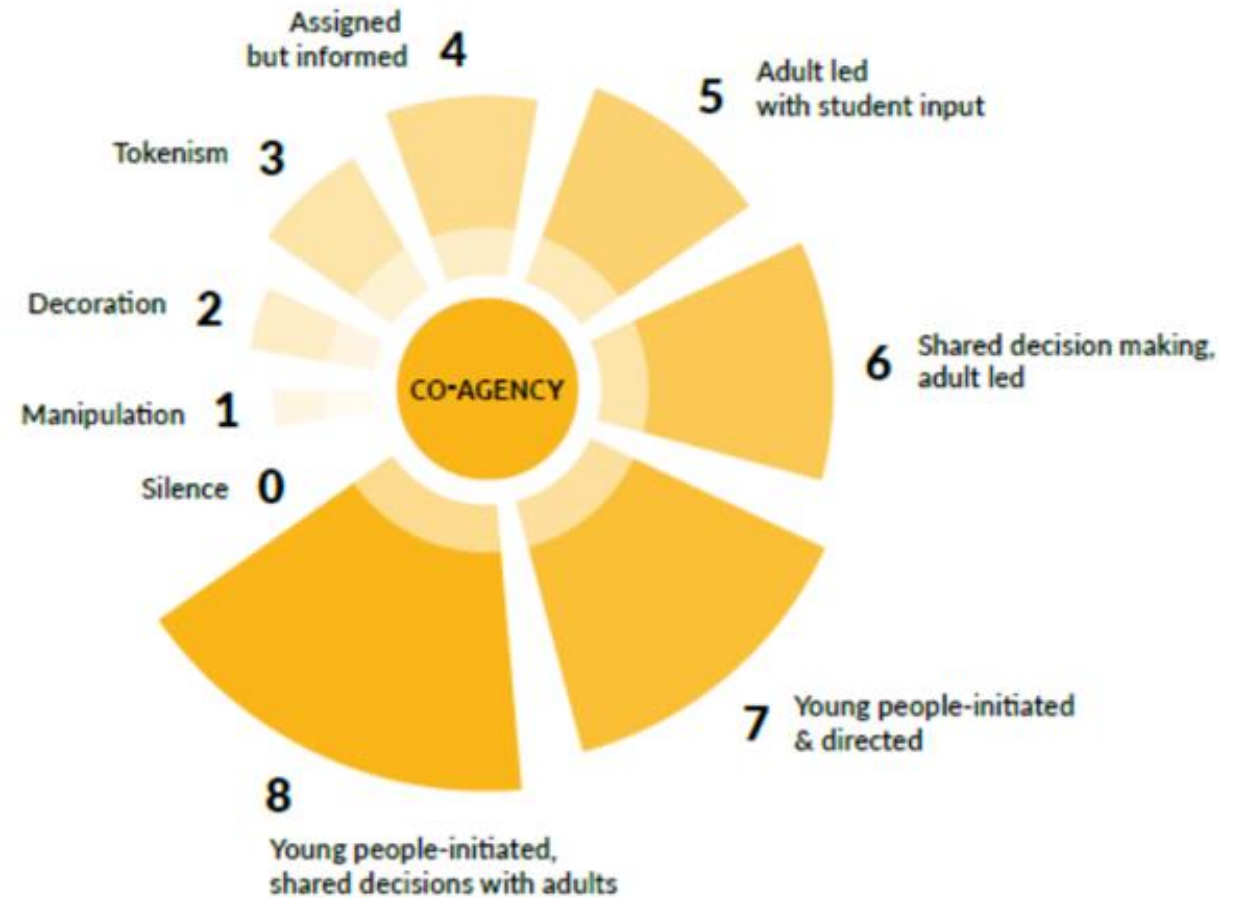 Assigned
but informed 4
5 Adult led
with student input
Tokenism 3
Decoration 2
6 Shared decision making,
adult led
CO-AGENCY
Manipulation 1
Silence 0
7 Young people-initiated
& directed
8
Young people-initiated,
shared decisions with adults